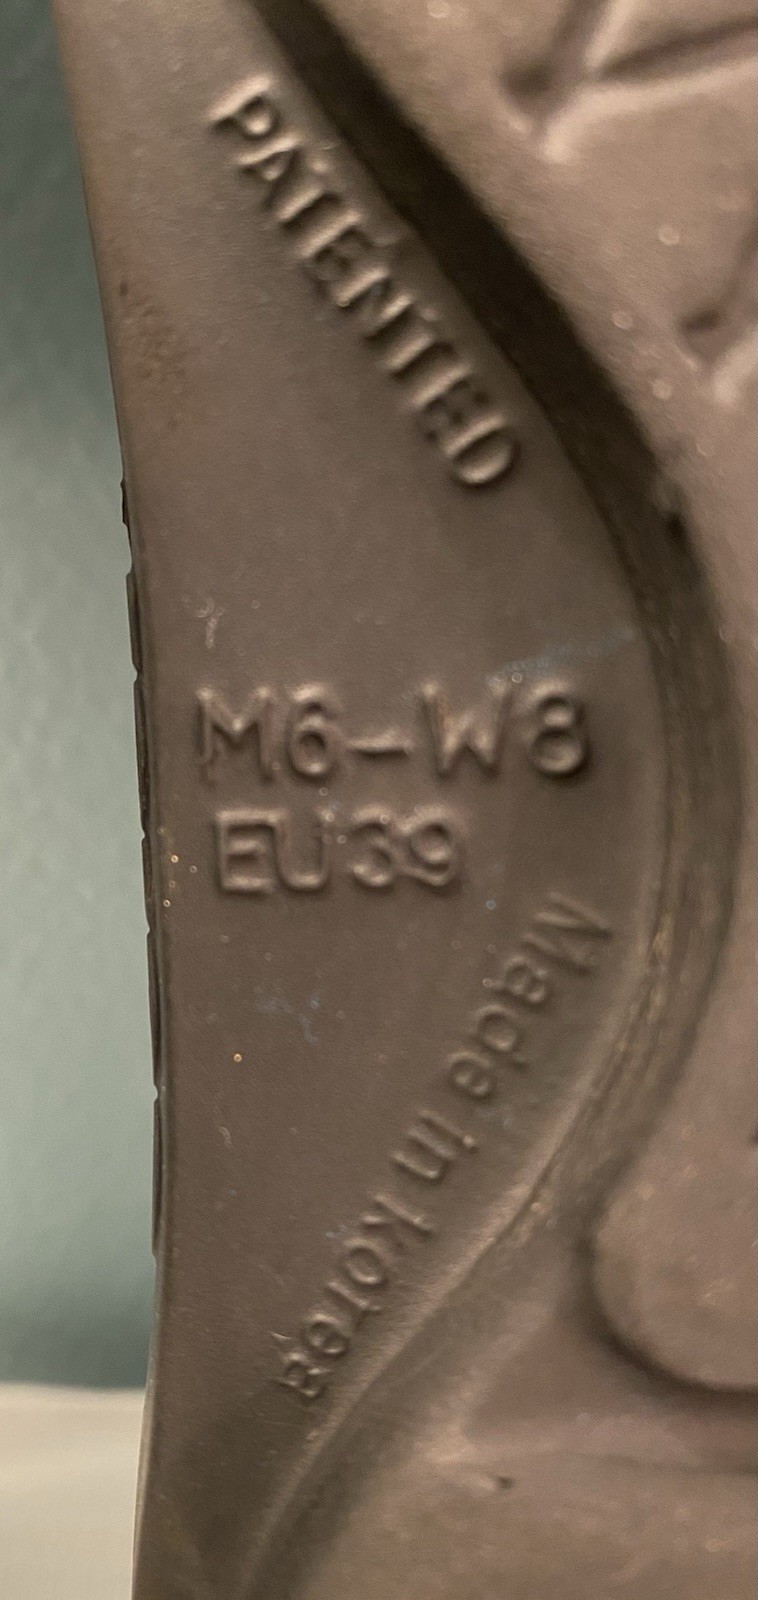 PATENTED
M6-W8
EU39
Made in Korea